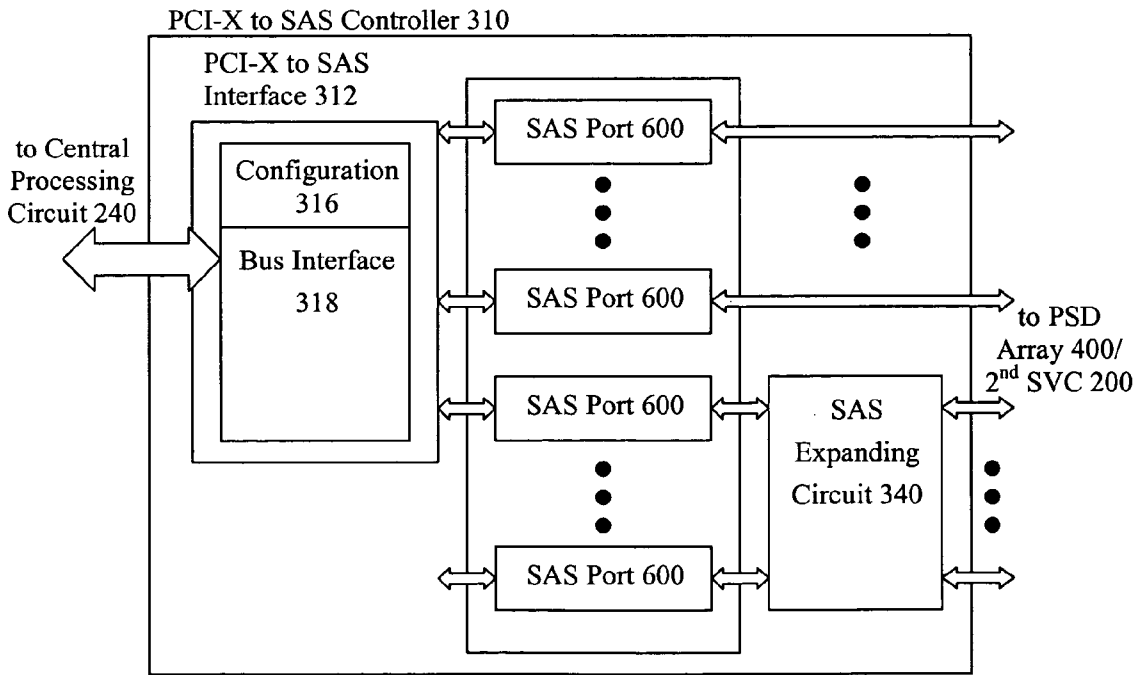 PCI-X to SAS Controller 310
PCI-X to SAS
Interface 312
to Central
Processing
Circuit 240
Configuration
316
Bus Interface
318
SAS Port 600
SAS Port 600
SAS Port 600
SAS Port 600
SAS
Expanding
Circuit 340
to PSD
Array 400/
2nd SVC 200